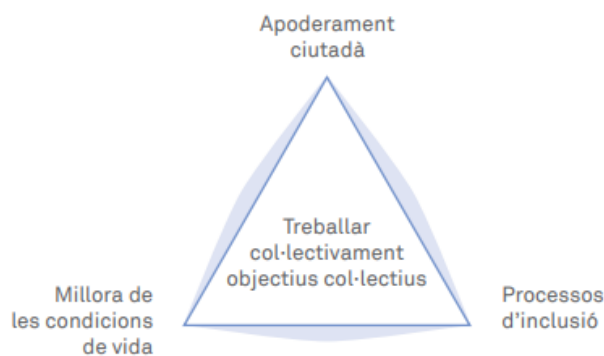 Apoderament
ciutadà
Treballar
col·lectivament
objectius col·lectius
Millora de
les condicions
de vida
Processos
d'inclusió